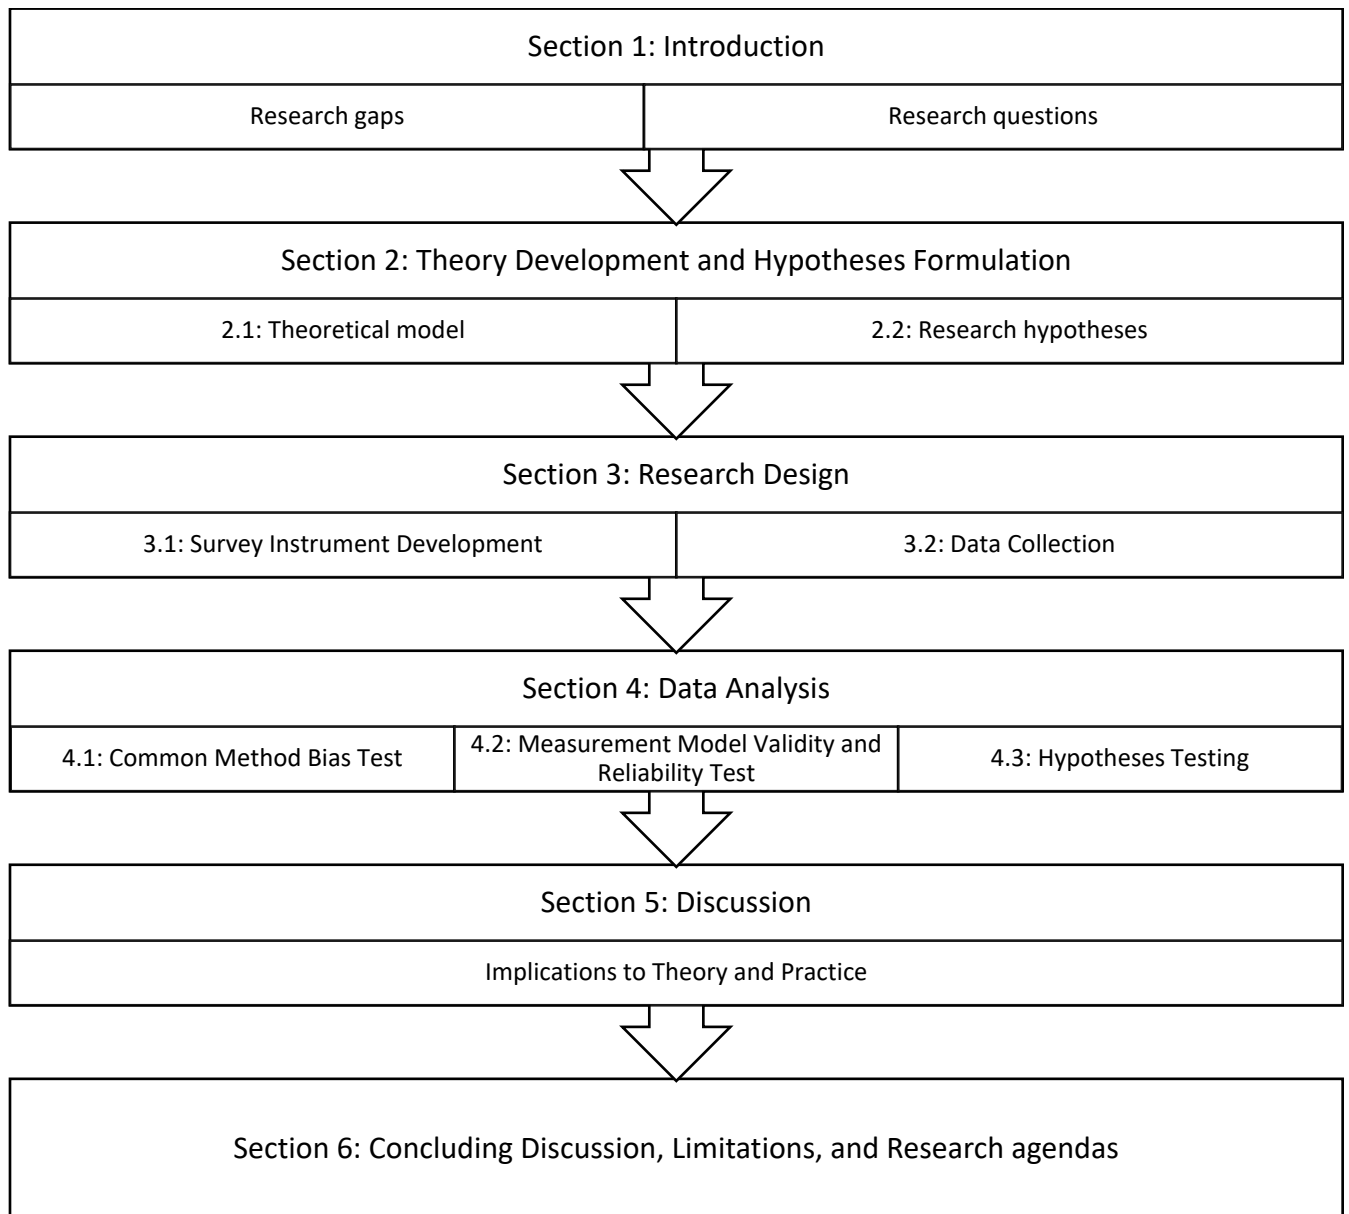 Section 1: Introduction
Research gaps
Research questions
Section 2: Theory Development and Hypotheses Formulation
2.1: Theoretical model
2.2: Research hypotheses
Section 3: Research Design
3.1: Survey Instrument Development
3.2: Data Collection
Section 4: Data Analysis
4.1: Common Method Bias Test
4.2: Measurement Model Validity and
Reliability Test
4.3: Hypotheses Testing
Section 5: Discussion
Implications to Theory and Practice
Section 6: Concluding Discussion, Limitations, and Research agendas